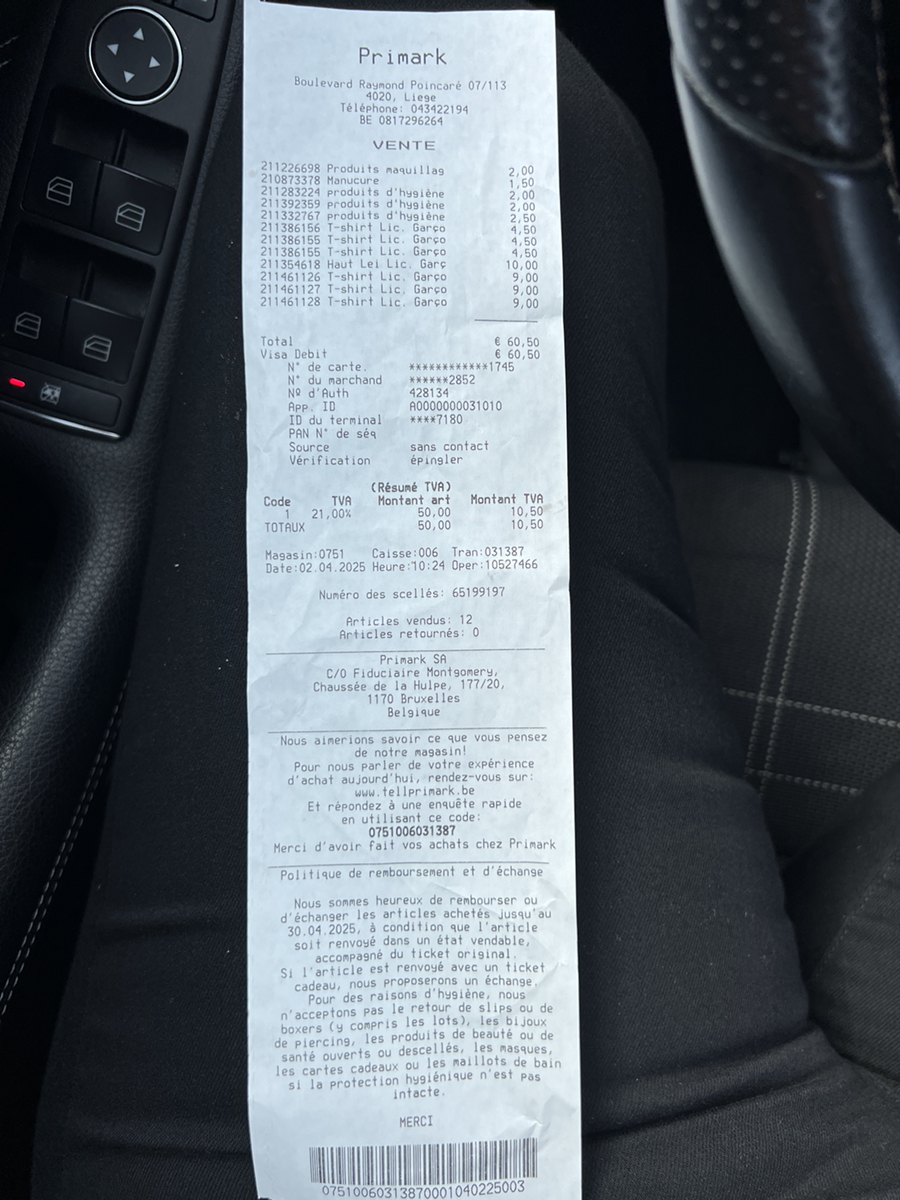 Primark
Boulevard Raymond Poincaré 07/113
4020, Liege
Téléphone: 043422194
BE 0817296264
VENTE
211226698 Produits maquillag 2,00
210873378 Manucure 1,50
211283224 produits d'hygiène 2,00
211392359 produits d'hygiène 2,00
211332767 produits d'hygiène 2,50
211386156 T-shirt Lic. Garço 4,50
211386155 T-shirt Lic. Garço 4,50
211386155 T-shirt Lic. Garço 4,50
211354618 Haut Lei Lic. Garç 10,00
211461126 T-shirt Lic. Garço 9,00
211461127 T-shirt Lic. Garço 9,00
211461128 T-shirt Lic. Garço 9,00
Total € 60,50
Visa Debit € 60,50
N° de carte. ************1745
N° du marchand ******2852
Nº d'Auth 428134
App. ID A0000000031010
ID du terminal ****7180
PAN N° de séq
Source sans contact
Vérification épingler
(Résumé TVA)
Code TVA Montant art Montant TVA
1 21,00% 50,00 10,50
TOTAUX 50,00 10,50
Magasin:0751 Caisse:006 Tran:031387
Date:02.04.2025 Heure:10:24 Oper:10527466
Numéro des scellés: 65199197
Articles vendus: 12
Articles retournés: 0
Primark SA
C/O Fiduciaire Montgomery,
Chaussée de la Hulpe, 177/20,
1170 Bruxelles
Belgique
Nous aimerions savoir ce que vous pensez
de notre magasin!
Pour nous parler de votre expérience
d'achat aujourd'hui, rendez-vous sur:
www.tellprimark.be
Et répondez à une enquête rapide
en utilisant ce code:
0751006031387
Merci d'avoir fait vos achats chez Primark
Politique de remboursement et d'échange
Nous sommes heureux de rembourser ou
d'échanger les articles achetés jusqu'au
30.04.2025, à condition que l'article
soit renvoyé dans un état vendable,
accompagné du ticket original.
Si l'article est renvoyé avec un ticket
cadeau, nous proposerons un échange.
Pour des raisons d'hygiène, nous
n'acceptons pas le retour de slips ou de
boxers (y compris les lots), les bijoux
de piercing, les produits de beauté ou de
santé ouverts ou descellés, les masques,
les cartes cadeaux ou les maillots de bain
si la protection hygiénique n'est pas
intacte.
MERCI
07510060313870001040225003